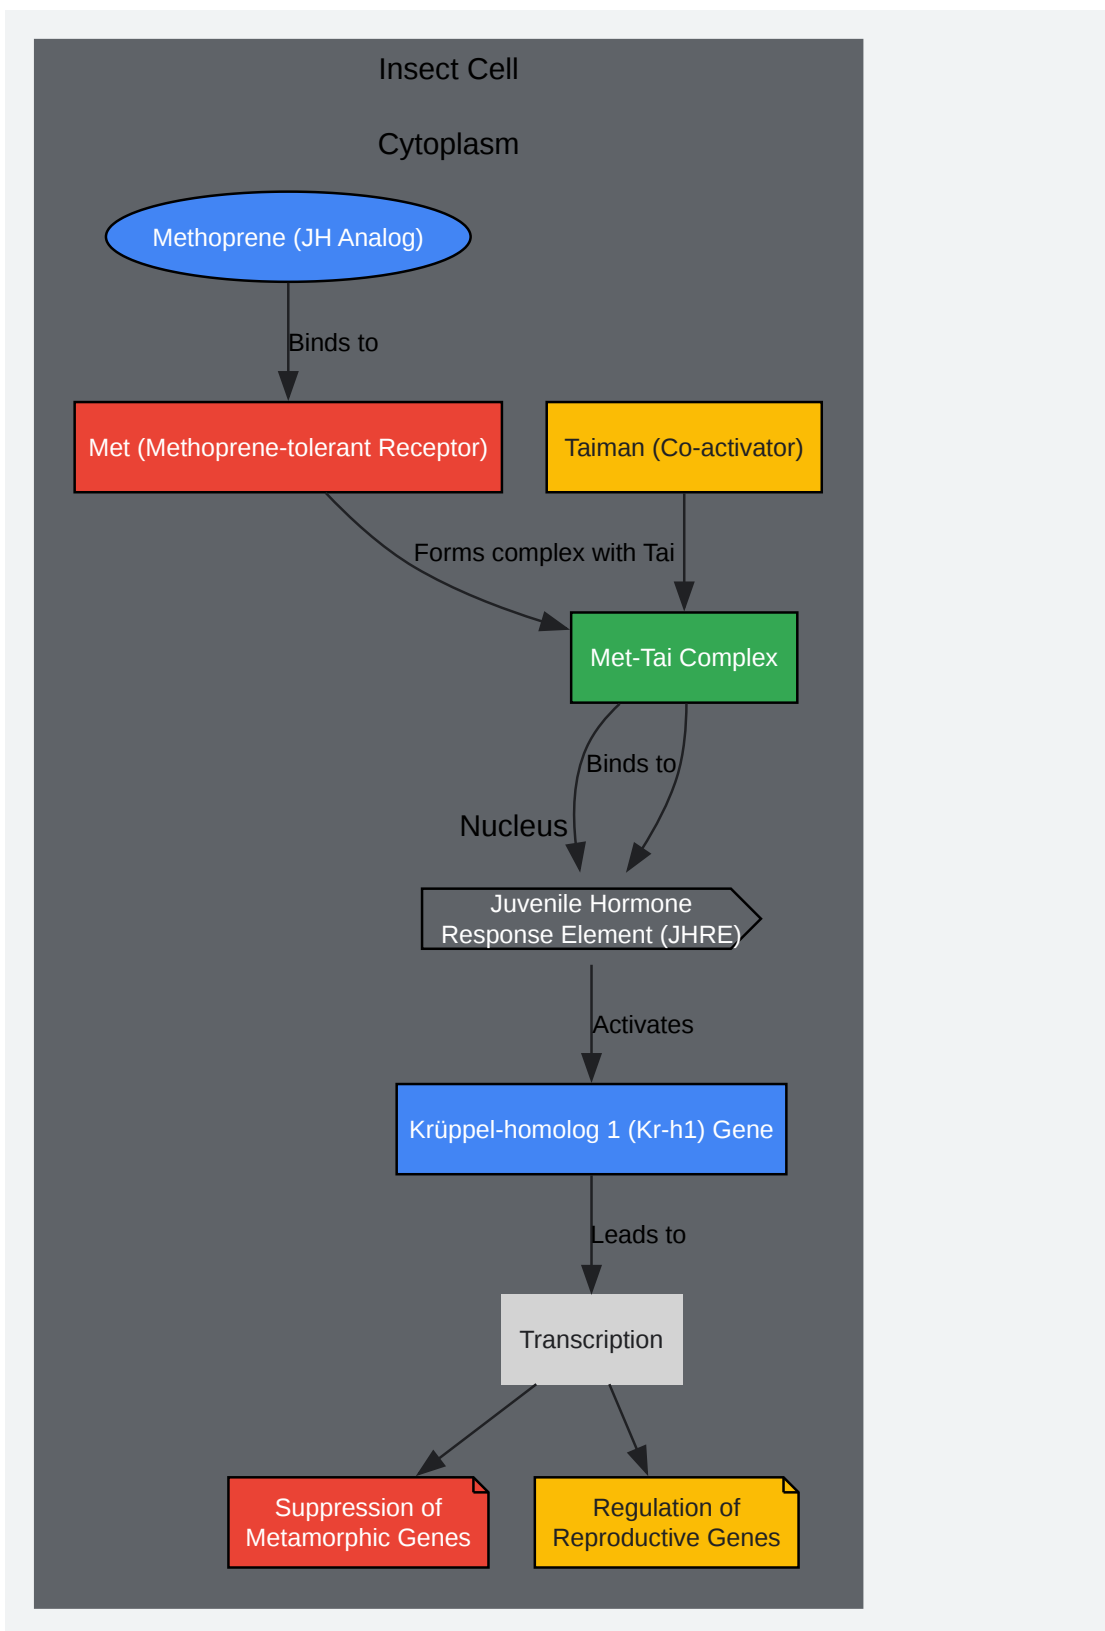 Insect Cell
Cytoplasm
Methoprene (JH Analog)
Binds to
Met (Methoprene-tolerant Receptor)
Taiman (Co-activator)
Forms complex with Tai
Met-Tai Complex
Binds to
Nucleus
Juvenile Hormone
Response Element (JHRE)
Activates
Krüppel-homolog 1 (Kr-h1) Gene
Leads to
Transcription
Suppression of
Metamorphic Genes
Regulation of
Reproductive Genes